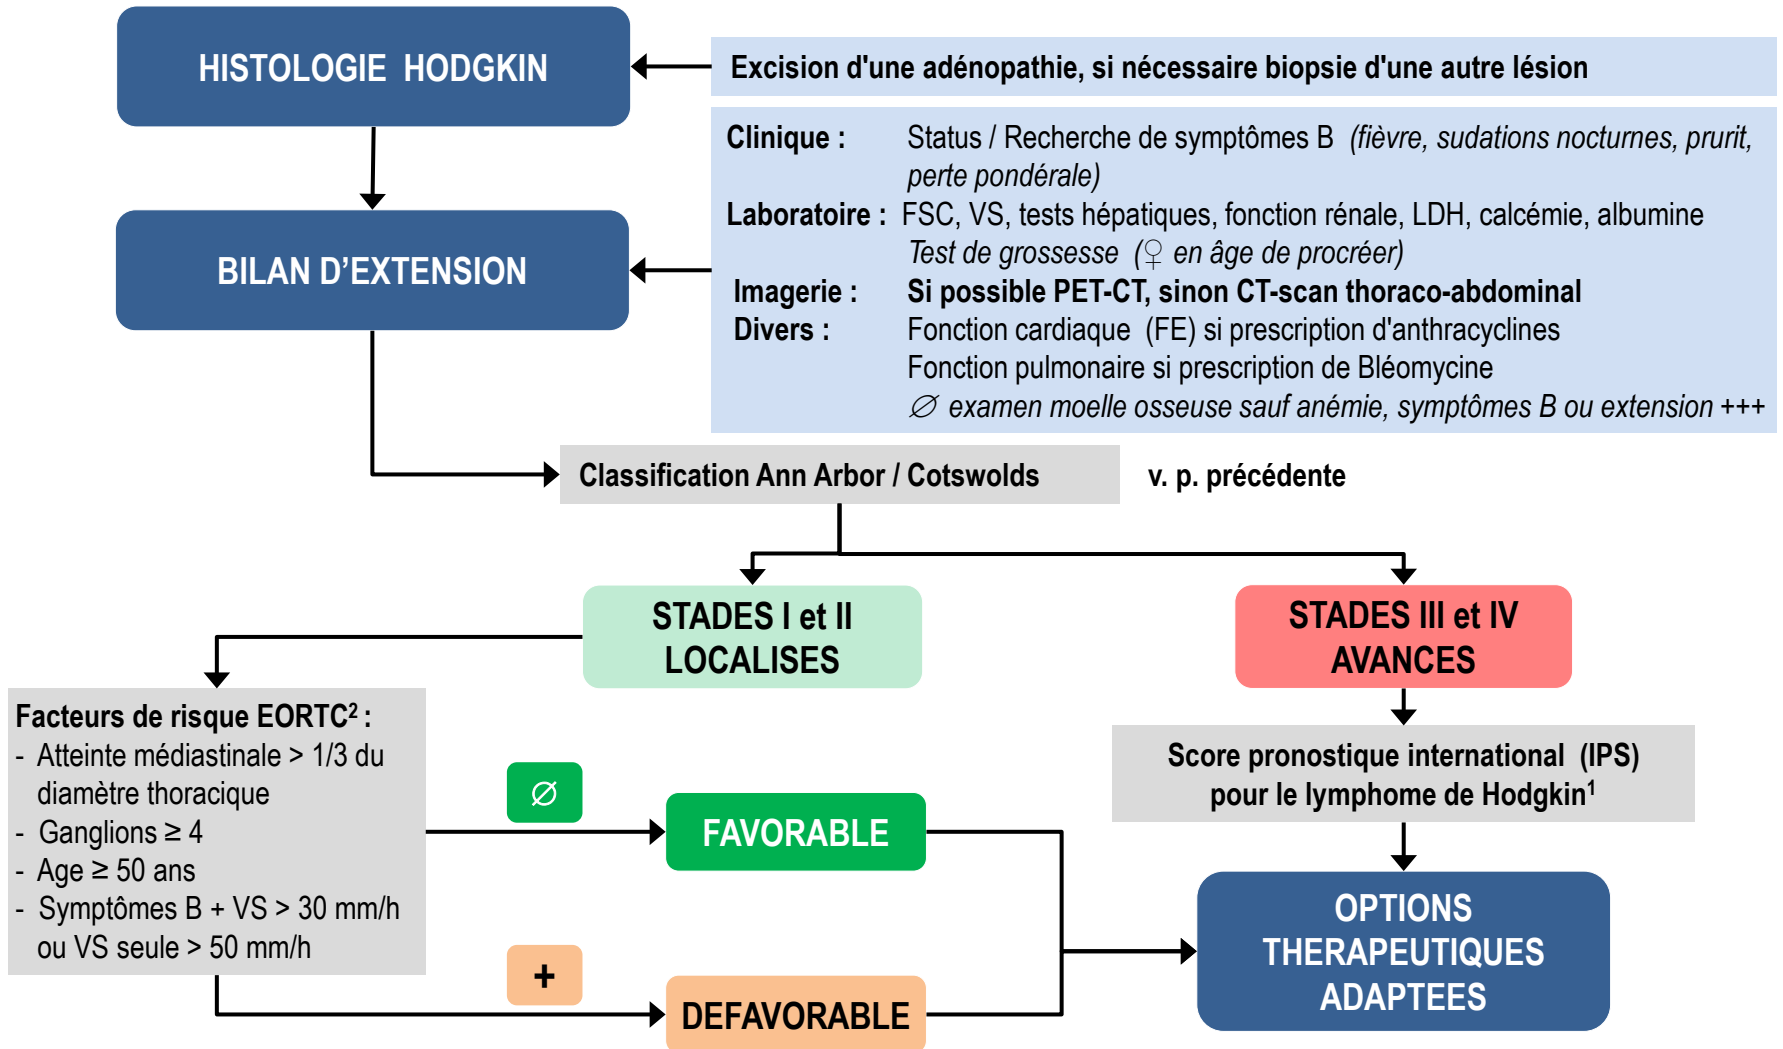 HISTOLOGIE HODGKIN
Excision d'une adénopathie, si nécessaire biopsie d'une autre lésion
Clinique : Status / Recherche de symptômes B (fièvre, sudations nocturnes, prurit,
perte pondérale)
Laboratoire : FSC, VS, tests hépatiques, fonction rénale, LDH, calcémie, albumine
Test de grossesse (♀ en âge de procréer)
Imagerie : Si possible PET-CT, sinon CT-scan thoraco-abdominal
Divers : Fonction cardiaque (FE) si prescription d'anthracyclines
Fonction pulmonaire si prescription de Bléomycine
∅ examen moelle osseuse sauf anémie, symptômes B ou extension +++
BILAN D’EXTENSION
Classification Ann Arbor / Cotswolds
v. p. précédente
STADES I et II
LOCALISES
STADES III et IV
AVANCES
Facteurs de risque EORTC² :
- Atteinte médiastinale > 1/3 du
diamètre thoracique
- Ganglions ≥ 4
- Age ≥ 50 ans
- Symptômes B + VS > 30 mm/h
ou VS seule > 50 mm/h
∅
FAVORABLE
+
DEFAVORABLE
Score pronostique international (IPS)
pour le lymphome de Hodgkin¹
OPTIONS
THERAPEUTIQUES
ADAPTEES